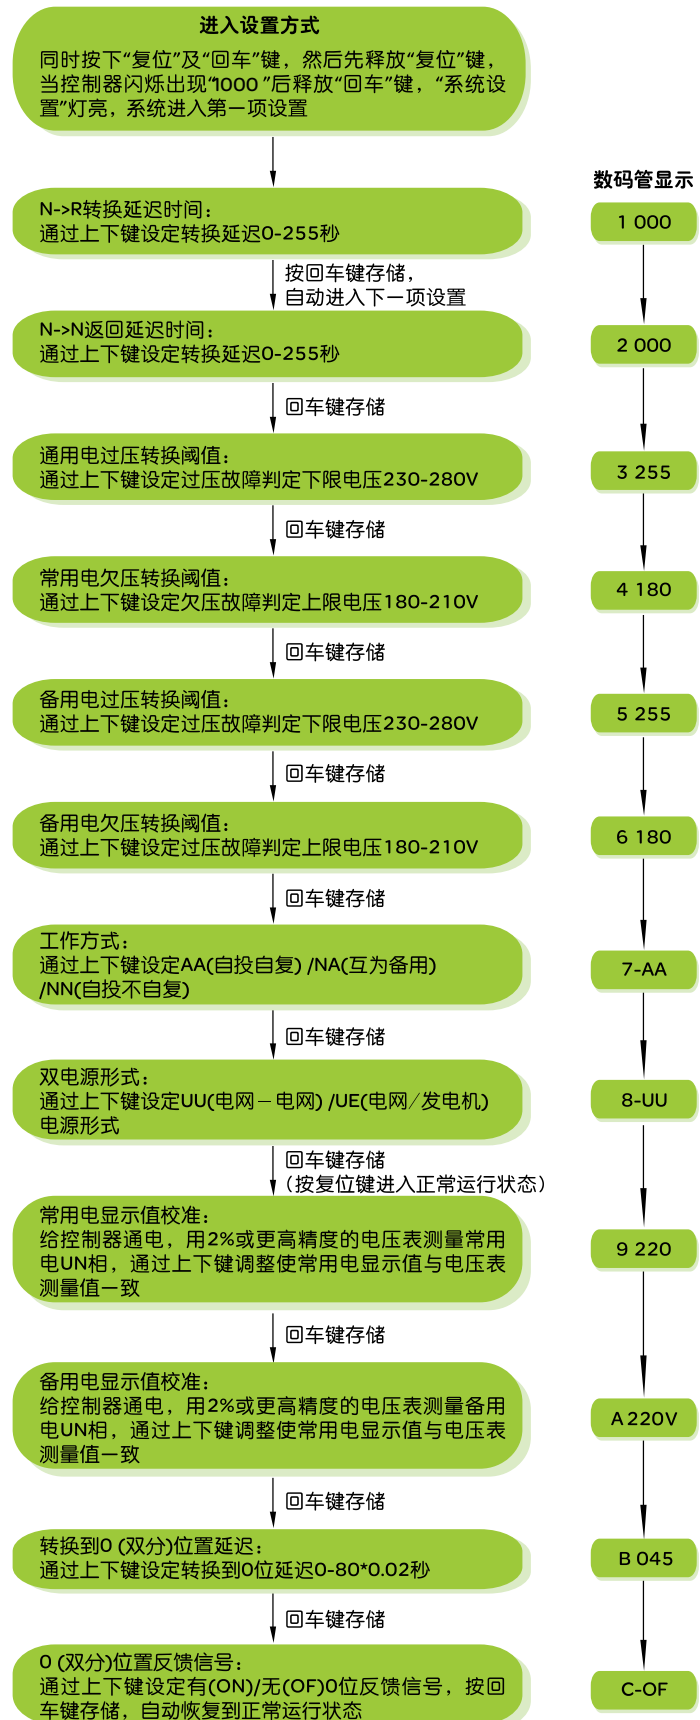 进入设置方式
同时按下“复位”及“回车”键，然后先释放“复位”键，
当控制器闪烁出现“1000 ”后释放“回车”键，“系统设
置”灯亮，系统进入第一项设置
数码管显示
N->R转换延迟时间：
通过上下键设定转换延迟0-255秒
1 000
按回车键存储，
自动进入下一项设置
N->N返回延迟时间：
通过上下键设定转换延迟0-255秒
2 000
回车键存储
通用电过压转换阈值：
通过上下键设定过压故障判定下限电压230-280V
3 255
回车键存储
常用电欠压转换阈值：
通过上下键设定欠压故障判定上限电压180-210V
4 180
回车键存储
备用电过压转换阈值：
通过上下键设定过压故障判定下限电压230-280V
5 255
回车键存储
备用电欠压转换阈值：
通过上下键设定过压故障判定上限电压180-210V
6 180
回车键存储
工作方式：
通过上下键设定AA(自投自复) /NA(互为备用)
/NN(自投不自复)
7-AA
回车键存储
双电源形式：
通过上下键设定UU(电网－电网) /UE(电网／发电机)
电源形式
8-UU
回车键存储
（按复位键进入正常运行状态）
常用电显示值校准：
给控制器通电，用2%或更高精度的电压表测量常用
电UN相，通过上下键调整使常用电显示值与电压表
测量值一致
9 220
回车键存储
备用电显示值校准：
给控制器通电，用2%或更高精度的电压表测量备用
电UN相，通过上下键调整使常用电显示值与电压表
测量值一致
A 220V
回车键存储
转换到0 (双分)位置延迟：
通过上下键设定转换到0位延迟0-80*0.02秒
B 045
回车键存储
0 (双分)位置反馈信号：
通过上下键设定有(ON)/无(OF)0位反馈信号，按回
车键存储，自动恢复到正常运行状态
C-OF